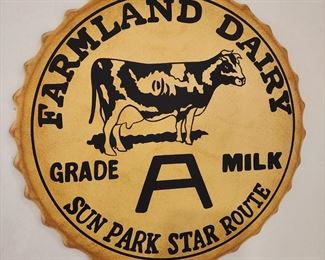 FARMLAND DAIRY
GRADE A MILK
SUN PARK STAR ROUTE